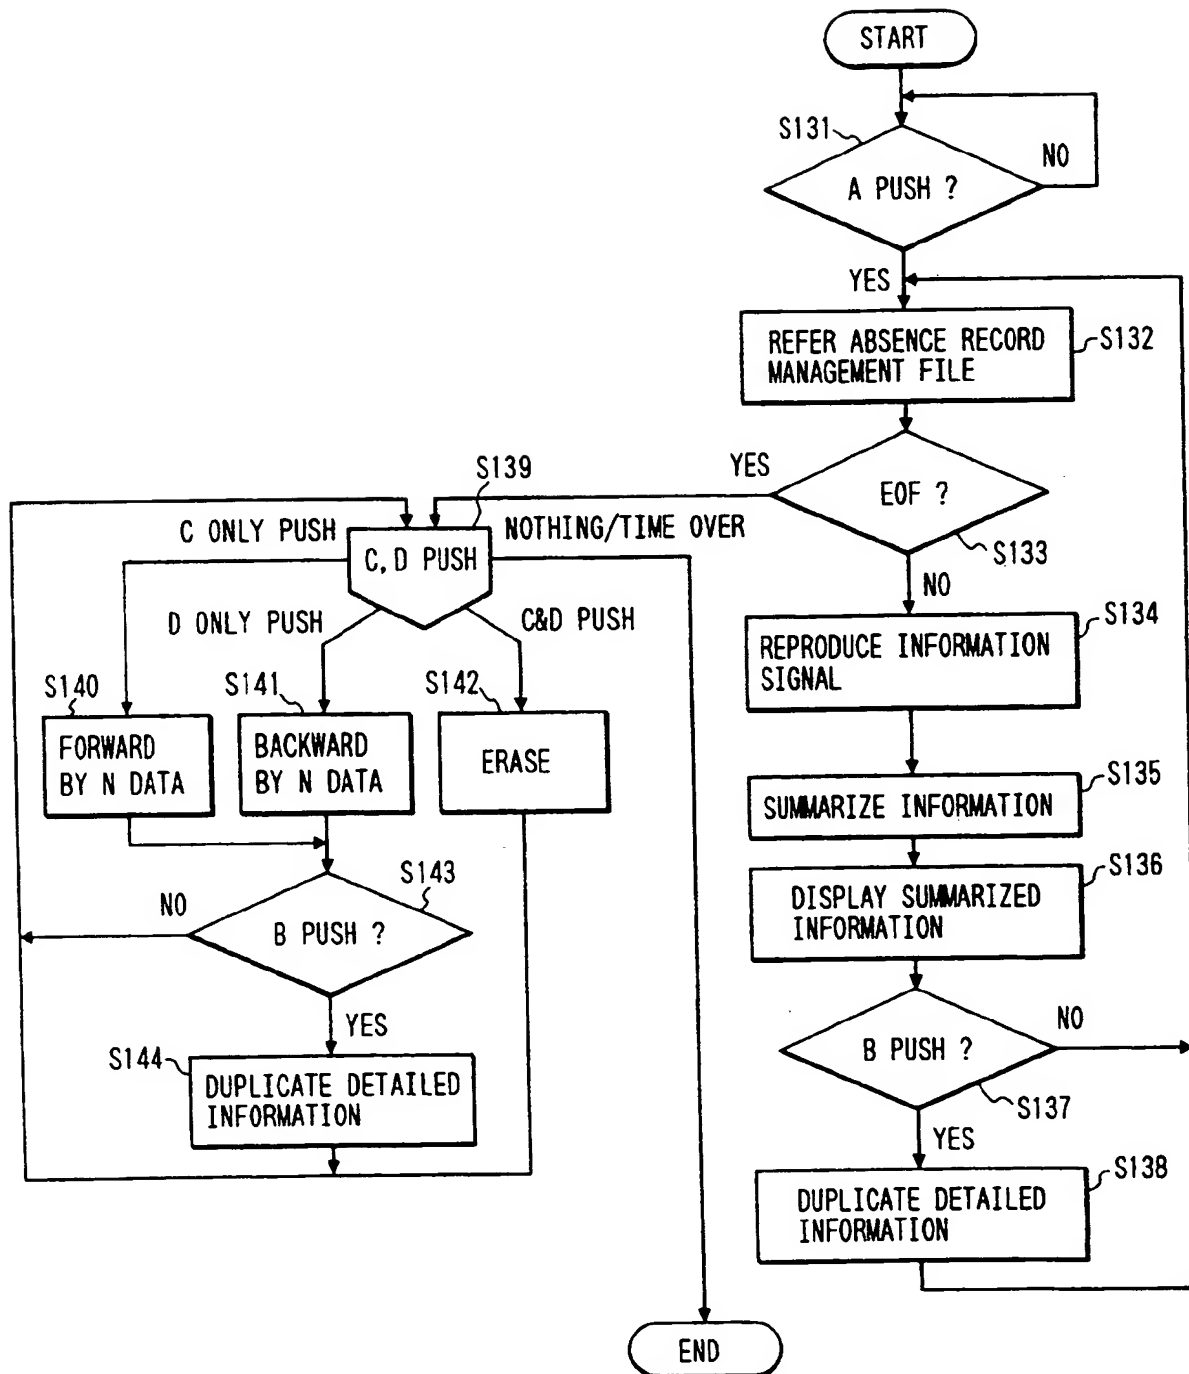 START
S131
A PUSH ?
NO
YES
REFER ABSENCE RECORD
MANAGEMENT FILE
S132
EOF ?
YES
S133
NO
S139
C ONLY PUSH
NOTHING/TIME OVER
C, D PUSH
D ONLY PUSH
C&D PUSH
REPRODUCE INFORMATION
SIGNAL
S134
S140
FORWARD
BY N DATA
S141
BACKWARD
BY N DATA
S142
ERASE
SUMMARIZE INFORMATION
S135
DISPLAY SUMMARIZED
INFORMATION
S136
S143
NO
B PUSH ?
YES
B PUSH ?
NO
S137
YES
S144
DUPLICATE DETAILED
INFORMATION
DUPLICATE DETAILED
INFORMATION
S138
END